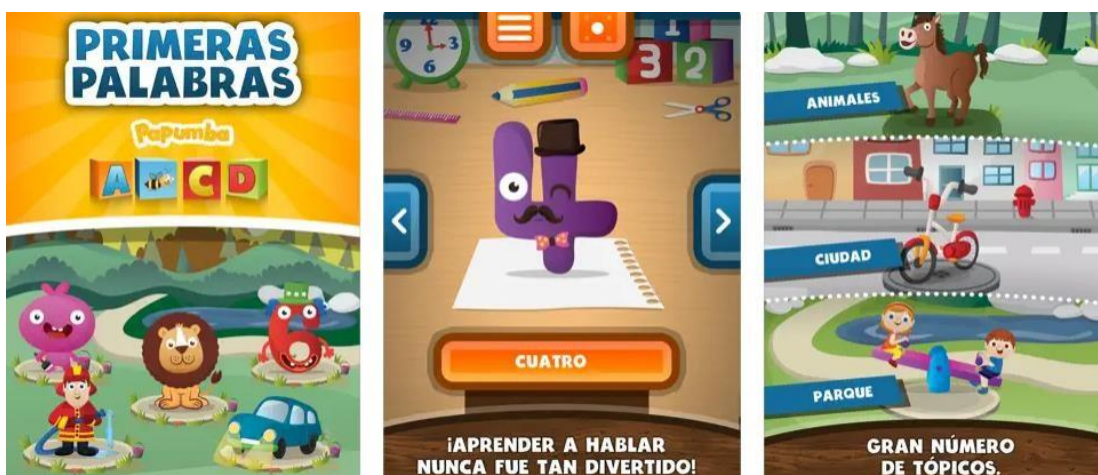 PRIMERAS
PALABRAS
Papumba
A C D
9 3
6
3 1 2
CUATRO
¡APRENDER A HABLAR
NUNCA FUE TAN DIVERTIDO!
ANIMALES
CIUDAD
PARQUE
GRAN NÚMERO
DE TÓPICOS.